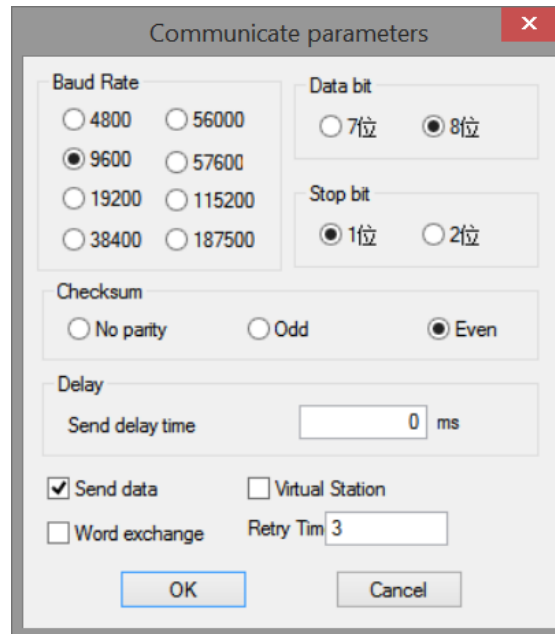 Communicate parameters
x
Baud Rate
4800
56000
9600
57600
19200
115200
38400
187500
Data bit
7位
8位
Stop bit
1位
2位
Checksum
No parity
Odd
Even
Delay
Send delay time
0
ms
Send data
Virtual Station
Word exchange
Retry Tim
3
OK
Cancel